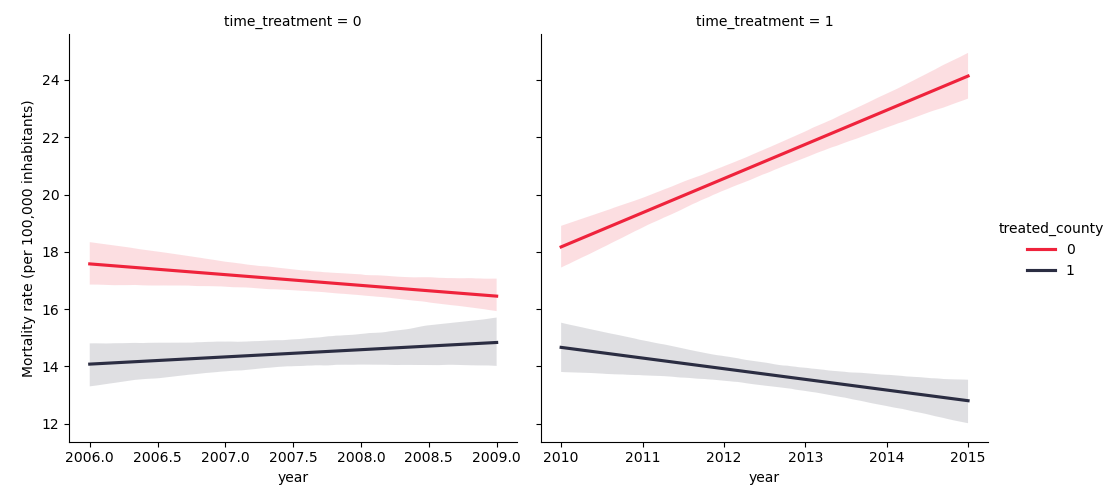 time_treatment = 0
time_treatment = 1
Mortality rate (per 100,000 inhabitants)
24
22
20
18
16
14
12
2006.0 2006.5 2007.0 2007.5 2008.0 2008.5 2009.0
year
2010 2011 2012 2013 2014 2015
year
treated_county
0
1